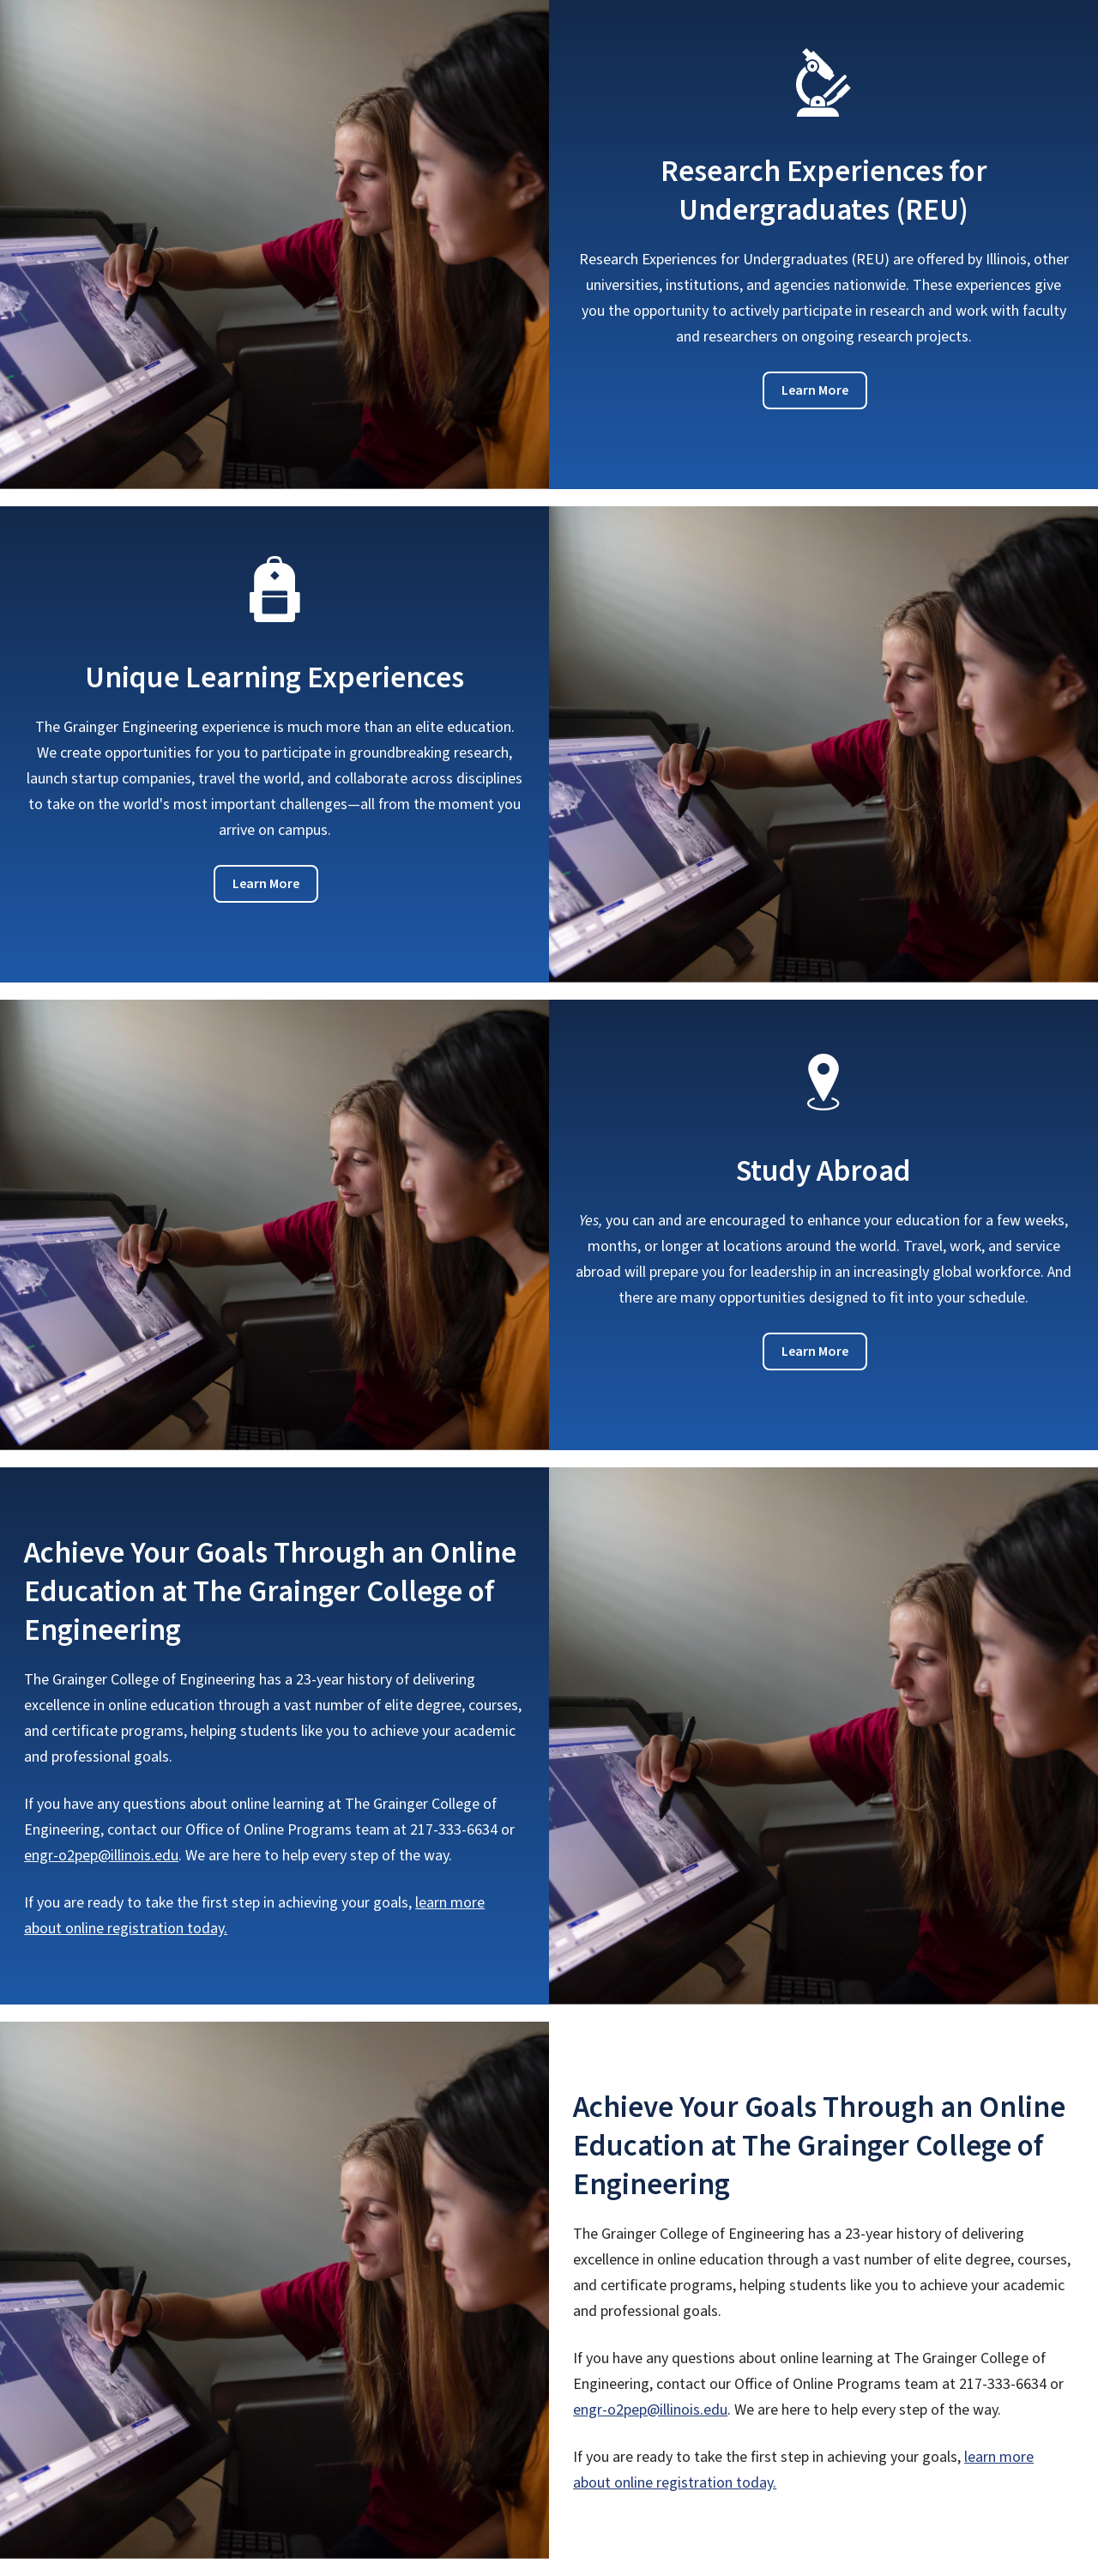 Research Experiences for
Undergraduates (REU)
Research Experiences for Undergraduates (REU) are offered by Illinois, other
universities, institutions, and agencies nationwide. These experiences give
you the opportunity to actively participate in research and work with faculty
and researchers on ongoing research projects.
Learn More
Unique Learning Experiences
The Grainger Engineering experience is much more than an elite education.
We create opportunities for you to participate in groundbreaking research,
launch startup companies, travel the world, and collaborate across disciplines
to take on the world's most important challenges—all from the moment you
arrive on campus.
Learn More
Study Abroad
Yes, you can and are encouraged to enhance your education for a few weeks,
months, or longer at locations around the world. Travel, work, and service
abroad will prepare you for leadership in an increasingly global workforce. And
there are many opportunities designed to fit into your schedule.
Learn More
Achieve Your Goals Through an Online
Education at The Grainger College of
Engineering
The Grainger College of Engineering has a 23-year history of delivering
excellence in online education through a vast number of elite degree, courses,
and certificate programs, helping students like you to achieve your academic
and professional goals.
If you have any questions about online learning at The Grainger College of
Engineering, contact our Office of Online Programs team at 217-333-6634 or
engr-o2pep@illinois.edu. We are here to help every step of the way.
If you are ready to take the first step in achieving your goals, learn more
about online registration today.
Achieve Your Goals Through an Online
Education at The Grainger College of
Engineering
The Grainger College of Engineering has a 23-year history of delivering
excellence in online education through a vast number of elite degree, courses,
and certificate programs, helping students like you to achieve your academic
and professional goals.
If you have any questions about online learning at The Grainger College of
Engineering, contact our Office of Online Programs team at 217-333-6634 or
engr-o2pep@illinois.edu. We are here to help every step of the way.
If you are ready to take the first step in achieving your goals, learn more
about online registration today.